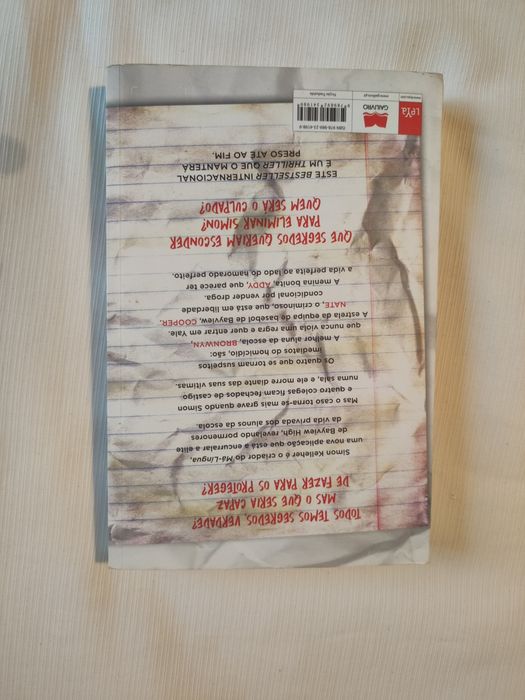 TODOS TEMOS SEGREDOS, VERDADE?
MAS O QUE SERIA CAPAZ
DE FAZER PARA OS PROTEGER?
Simon Kelleher é o criador do Má-Língua,
uma nova aplicação que está a encurralar a elite
de Bayview High, revelando pormenores
da vida privada dos alunos da escola.
Mas o caso torna-se mais grave quando Simon
e quatro colegas ficam fechados de castigo
numa sala, e ele morre diante das suas vítimas.
Os quatro que se tornam suspeitos
imediatos do homicídio, são:
A melhor aluna da escola, BRONWYN,
que nunca viola uma regra e quer entrar em Yale.
A estrela da equipa de basebol de Bayview, COOPER.
NATE, o criminoso, que está em liberdade
condicional por vender droga.
A menina bonita, ADDY, que parece ter
a vida perfeita ao lado do namorado perfeito.
QUE SEGREDOS QUERIAM ESCONDER
PARA ELIMINAR SIMON?
QUEM SERÁ O CULPADO?
ESTE BESTSELLER INTERNACIONAL
É UM THRILLER QUE O MANTERÁ
PRESO ATÉ AO FIM.
LeYa
GAILIVRO